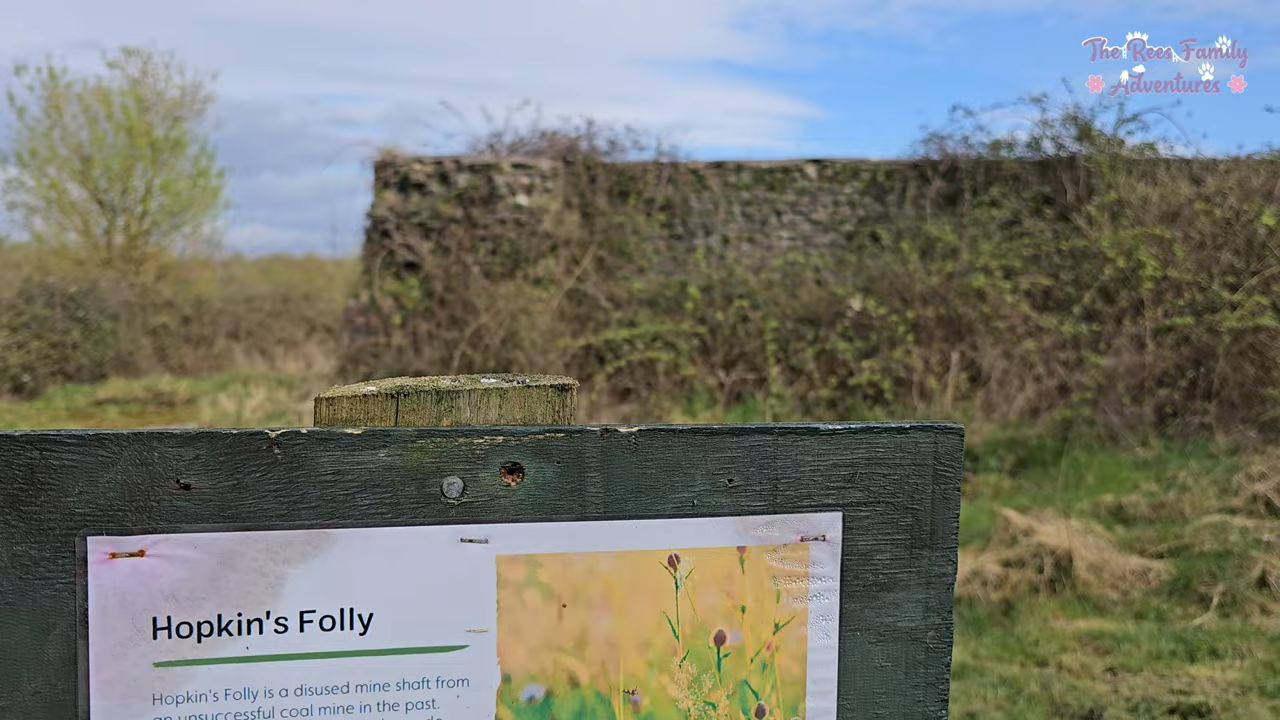 The Rees Family
Adventures
Hopkin's Folly
Hopkin's Folly is a disused mine shaft from
an unsuccessful coal mine in the past.